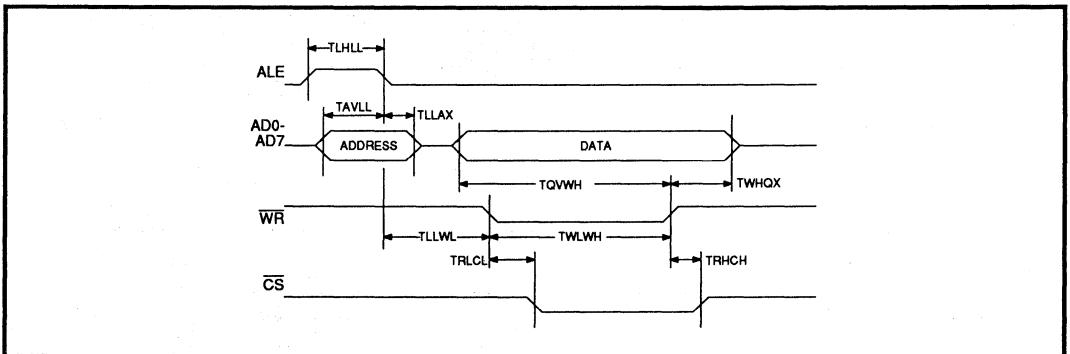 TLHLL
ALE
TAVLL
TLLAX
AD0-
AD7
ADDRESS
DATA
TQVWH
TWHQX
WR
TLLWL
TWLWH
TRLCL
TRHCH
CS